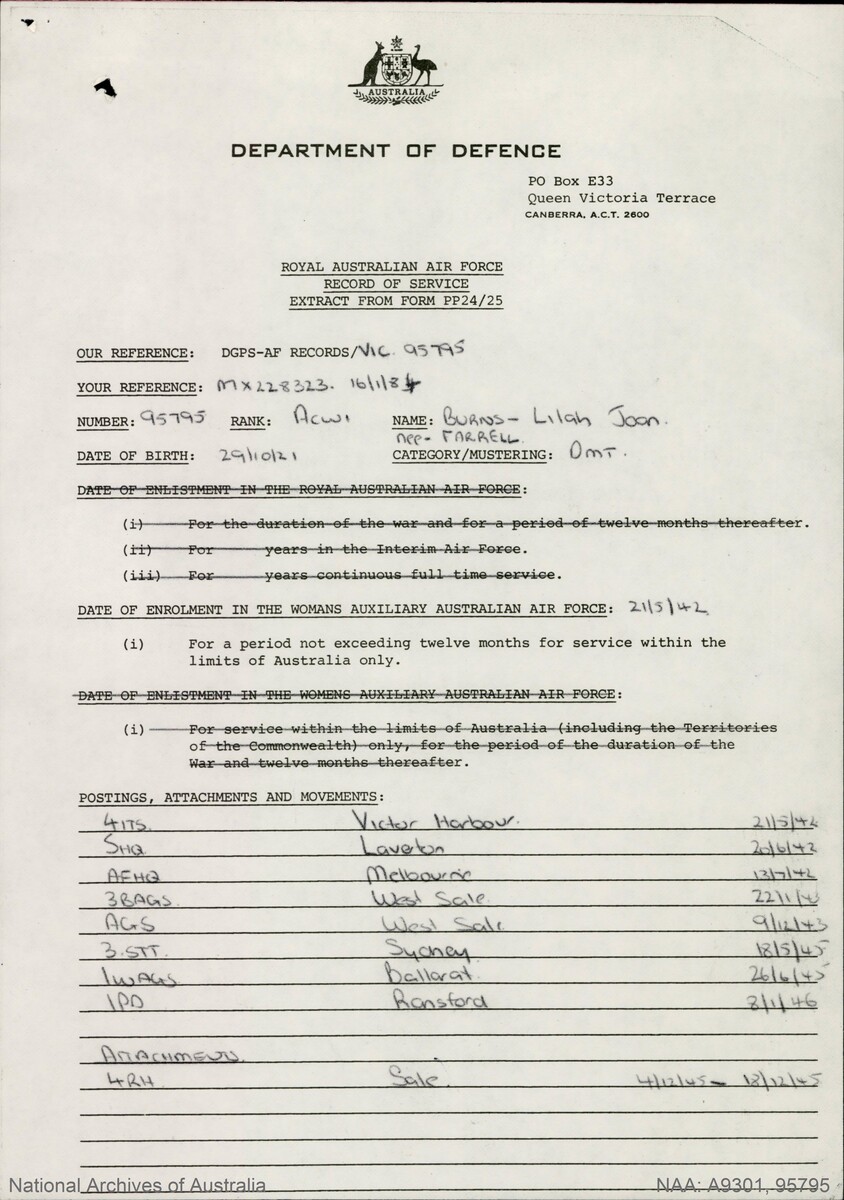 AUSTRALIA
DEPARTMENT OF DEFENCE
PO Box E33
Queen Victoria Terrace
CANBERRA, A.C.T. 2600
ROYAL AUSTRALIAN AIR FORCE
RECORD OF SERVICE
EXTRACT FROM FORM PP24/25
OUR REFERENCE: DGPS-AF RECORDS/VIC. 95795
YOUR REFERENCE: MX228323. 16/1/84
NUMBER: 95795 RANK: ACW1 NAME: BURNS- Lilah Joan.
nee- FARRELL.
DATE OF BIRTH: 29/10/21 CATEGORY/MUSTERING: DMT.
DATE OF ENLISTMENT IN THE ROYAL AUSTRALIAN AIR FORCE:
(i) For the duration of the war and for a period of twelve months thereafter.
(ii) For years in the Interim Air Force.
(iii) For years continuous full time service.
DATE OF ENROLMENT IN THE WOMANS AUXILIARY AUSTRALIAN AIR FORCE: 21/5/42
(i) For a period not exceeding twelve months for service within the
limits of Australia only.
DATE OF ENLISTMENT IN THE WOMENS AUXILIARY AUSTRALIAN AIR FORCE:
(i) For service within the limits of Australia (including the Territories
of the Commonwealth) only, for the period of the duration of the
War and twelve months thereafter.
POSTINGS, ATTACHMENTS AND MOVEMENTS:
4ITS. Victor Harbour. 21/5/42
SHQ Laverton 20/6/42
AFHQ Melbourne 13/7/42
3BAGS. West Sale.
AGS West Sale 9/12/43
3.STT. Sydney 18/5/45
1WAGS Ballarat 26/6/45
1PD Ransford 8/1/46
ATTACHMENTS.
4RH Sale. 4/12/45- 18/12/45
National Archives of Australia NAA: A9301, 95795